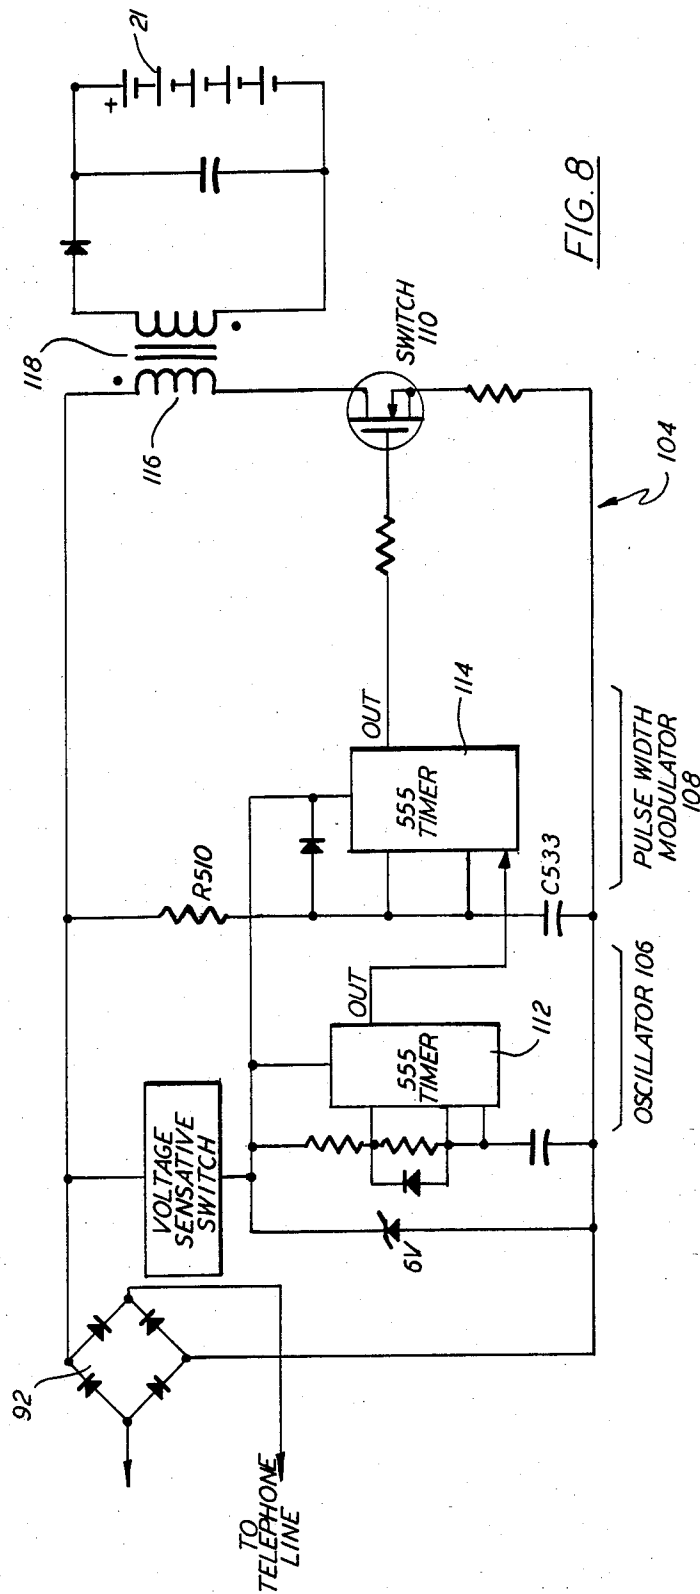 92
TO
TELEPHONE
LINE
VOLTAGE
SENSATIVE
SWITCH
6V
555
TIMER
OUT
112
OSCILLATOR 106
R510
C533
555
TIMER
OUT
114
PULSE WIDTH
MODULATOR
108
104
SWITCH
110
116
118
+
21
FIG. 8